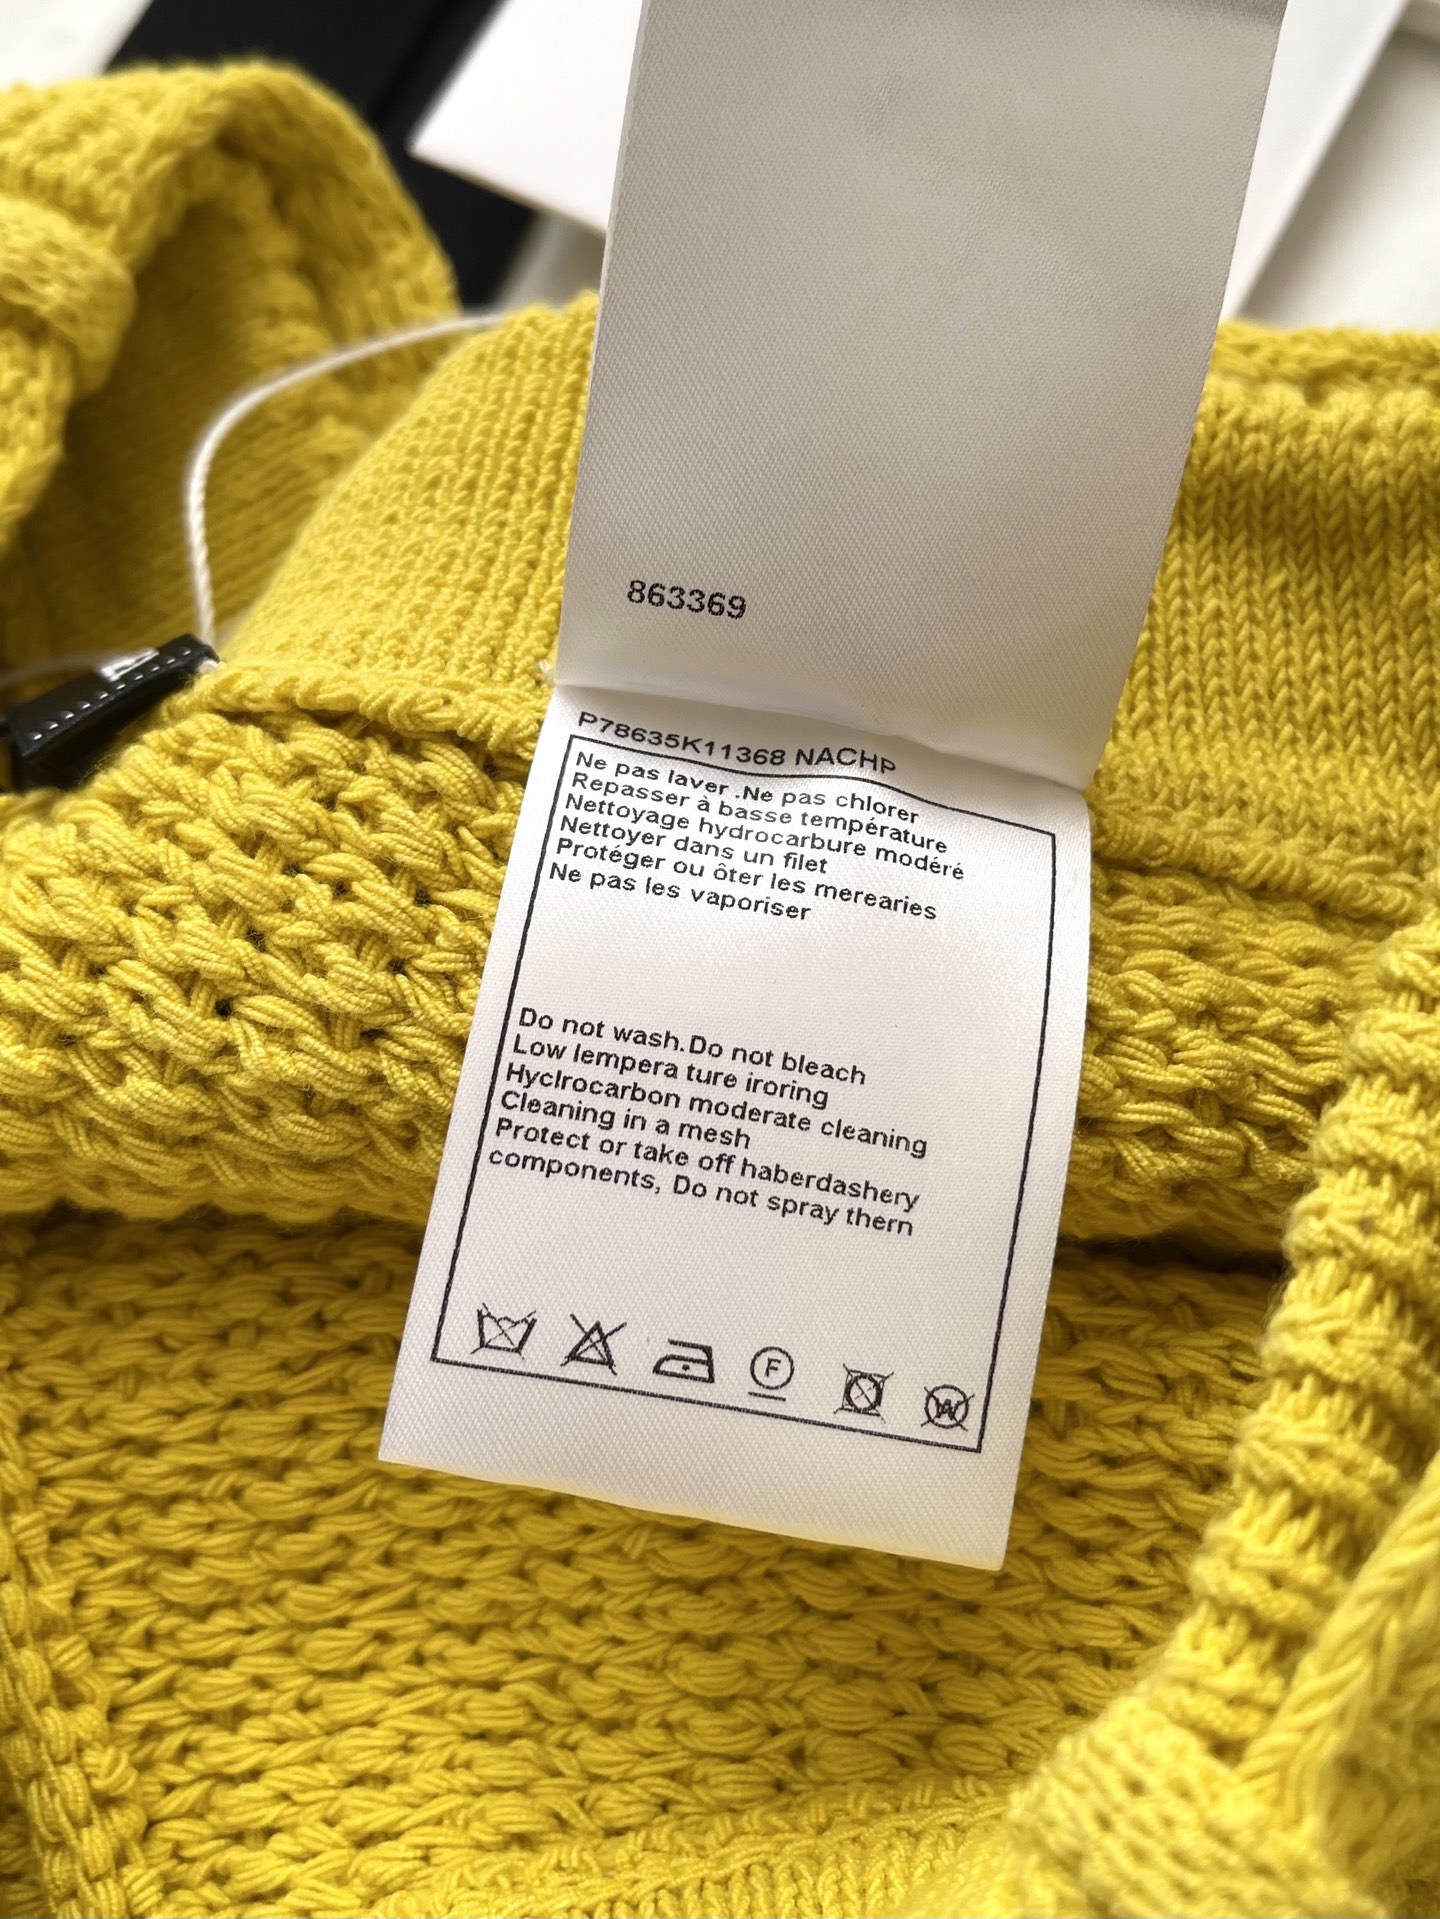 863369
P78635K11368 NACHP
Ne pas laver .Ne pas chlorer
Repasser à basse température
Nettoyage hydrocarbure modéré
Nettoyer dans un filet
Protéger ou ôter les merearies
Ne pas les vaporiser
Do not wash.Do not bleach
Low lempera ture iroring
Hyclrocarbon moderate cleaning
Cleaning in a mesh
Protect or take off haberdashery
components, Do not spray thern
F
W